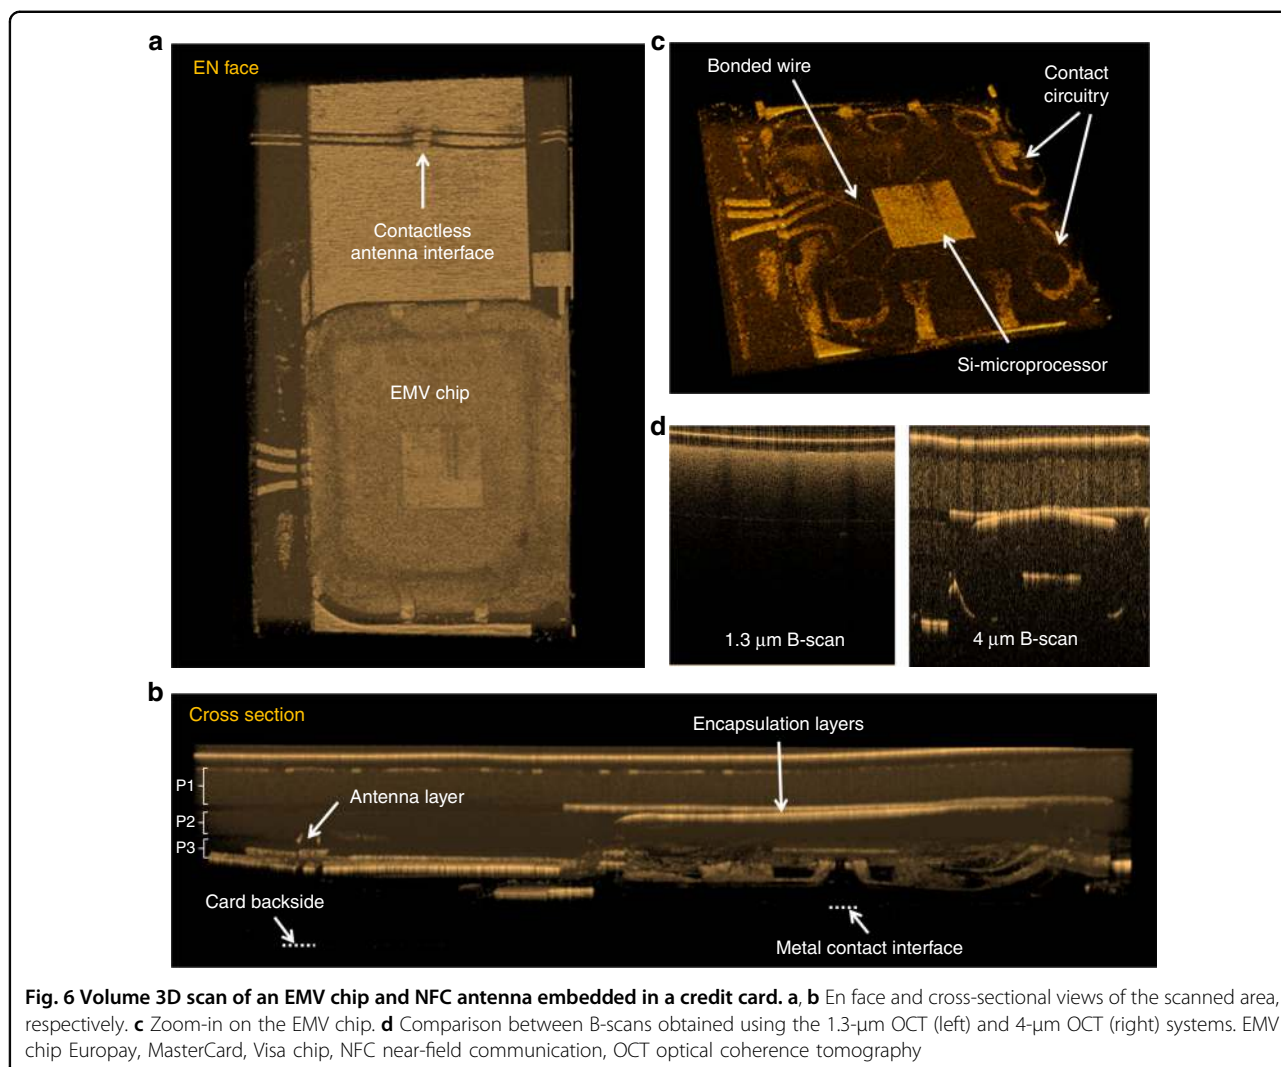 a
EN face
Contactless
antenna interface
EMV chip
c
Bonded wire
Contact
circuitry
Si-microprocessor
d
1.3 μm B-scan
4 μm B-scan
b
Cross section
Encapsulation layers
P1
Antenna layer
P2
P3
Card backside
Metal contact interface
Fig. 6 Volume 3D scan of an EMV chip and NFC antenna embedded in a credit card. a, b En face and cross-sectional views of the scanned area,
respectively. c Zoom-in on the EMV chip. d Comparison between B-scans obtained using the 1.3-μm OCT (left) and 4-μm OCT (right) systems. EMV
chip Europay, MasterCard, Visa chip, NFC near-field communication, OCT optical coherence tomography